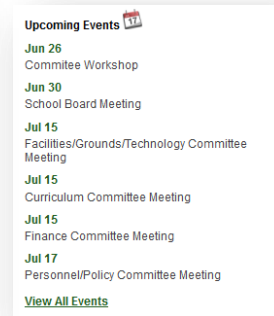 Upcoming Events 17
Jun 26
Commitee Workshop
Jun 30
School Board Meeting
Jul 15
Facilities/Grounds/Technology Committee
Meeting
Jul 15
Curriculum Committee Meeting
Jul 15
Finance Committee Meeting
Jul 17
Personnel/Policy Committee Meeting
View All Events